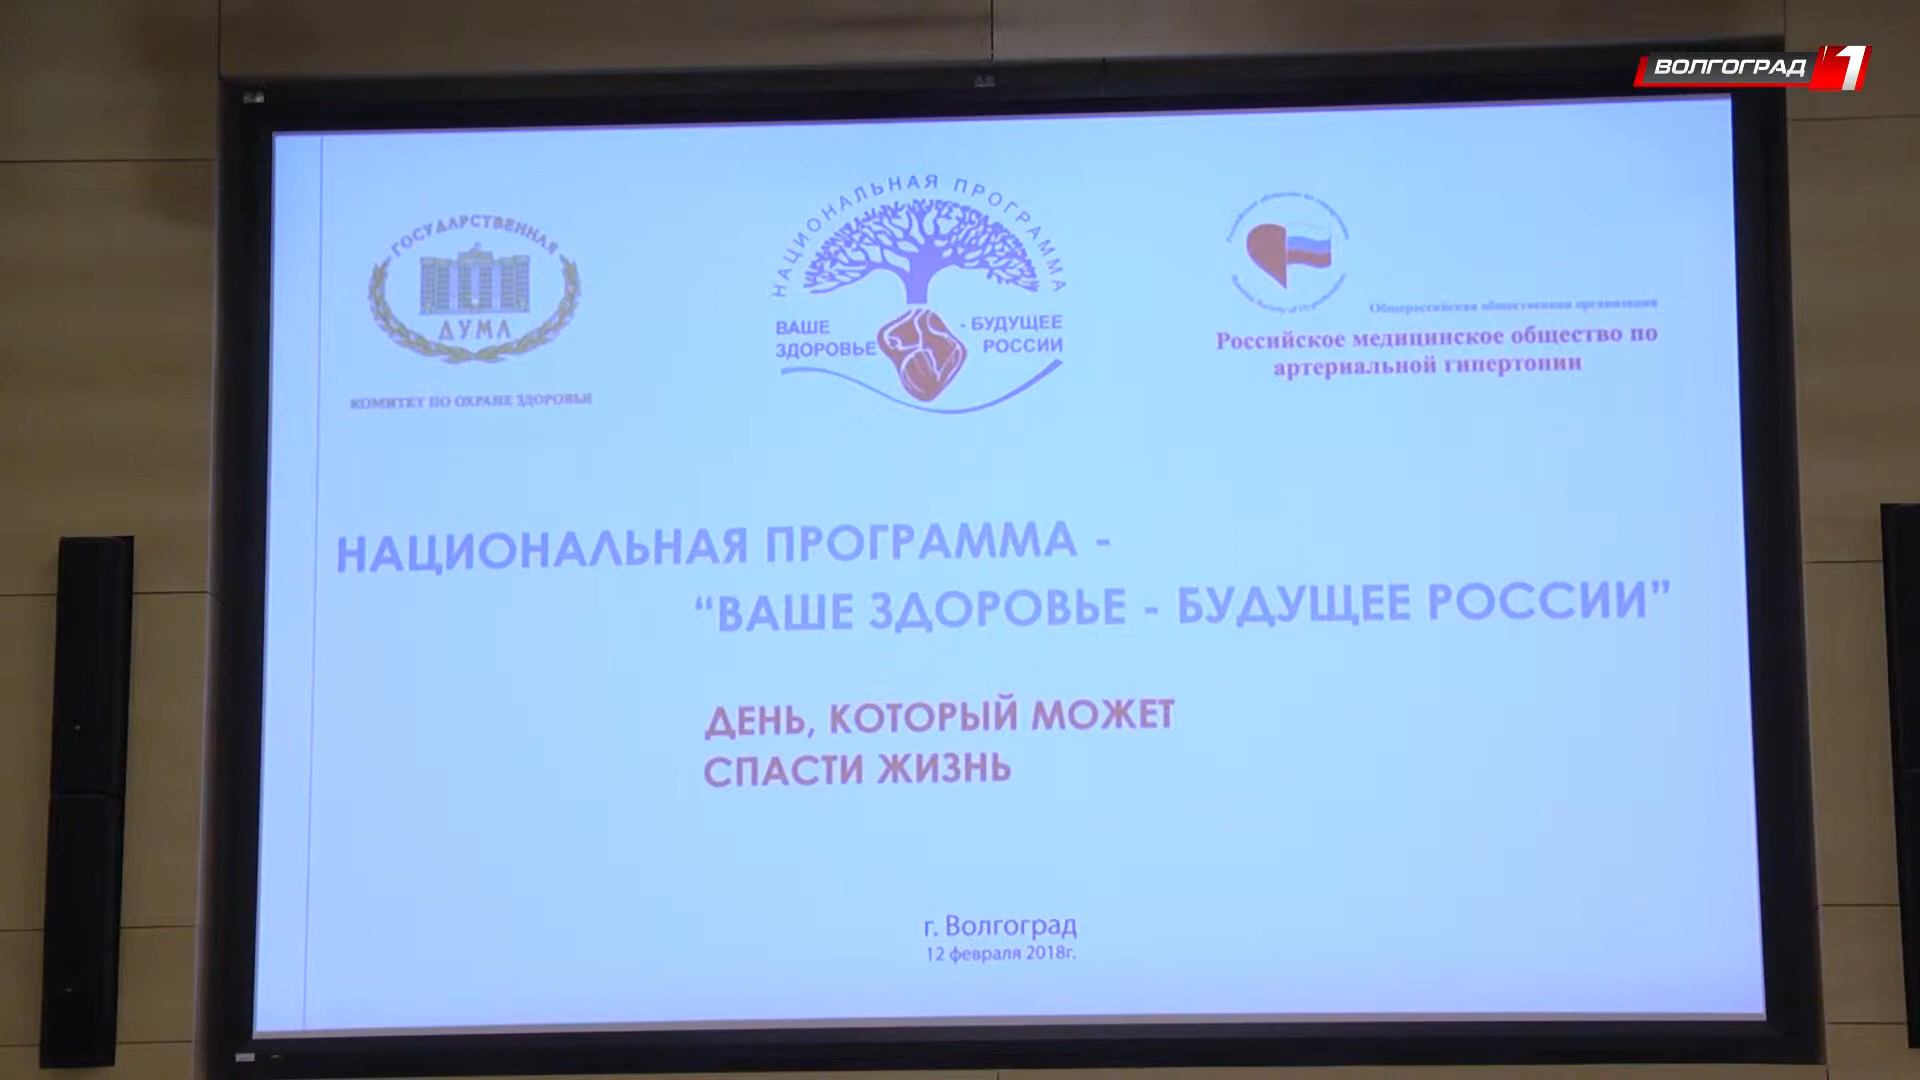 ВОЛГОГРАД 1
ГОСУДАРСТВЕННАЯ
ДУМА
КОМИТЕТ ПО ОХРАНЕ ЗДОРОВЬЯ
НАЦИОНАЛЬНАЯ ПРОГРАММА
ВАШЕ ЗДОРОВЬЕ
- БУДУЩЕЕ РОССИИ
Общероссийская общественная организация
Российское медицинское общество по
артериальной гипертонии
НАЦИОНАЛЬНАЯ ПРОГРАММА -
“ВАШЕ ЗДОРОВЬЕ - БУДУЩЕЕ РОССИИ”
ДЕНЬ, КОТОРЫЙ МОЖЕТ
СПАСТИ ЖИЗНЬ
г. Волгоград
12 февраля 2018г.